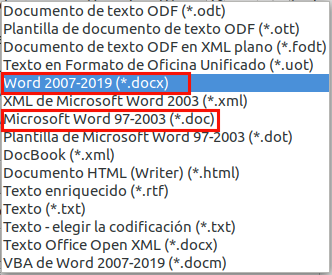 Documento de texto ODF (*.odt)
Plantilla de documento de texto ODF (*.ott)
Documento de texto ODF en XML plano (*.fodt)
Texto en Formato de Oficina Unificado (*.uot)
Word 2007-2019 (*.docx)
XML de Microsoft Word 2003 (*.xml)
Microsoft Word 97-2003 (*.doc)
Plantilla de Microsoft Word 97-2003 (*.dot)
DocBook (*.xml)
Documento HTML (Writer) (*.html)
Texto enriquecido (*.rtf)
Texto (*.txt)
Texto - elegir la codificación (*.txt)
Texto Office Open XML (*.docx)
VBA de Word 2007-2019 (*.docm)